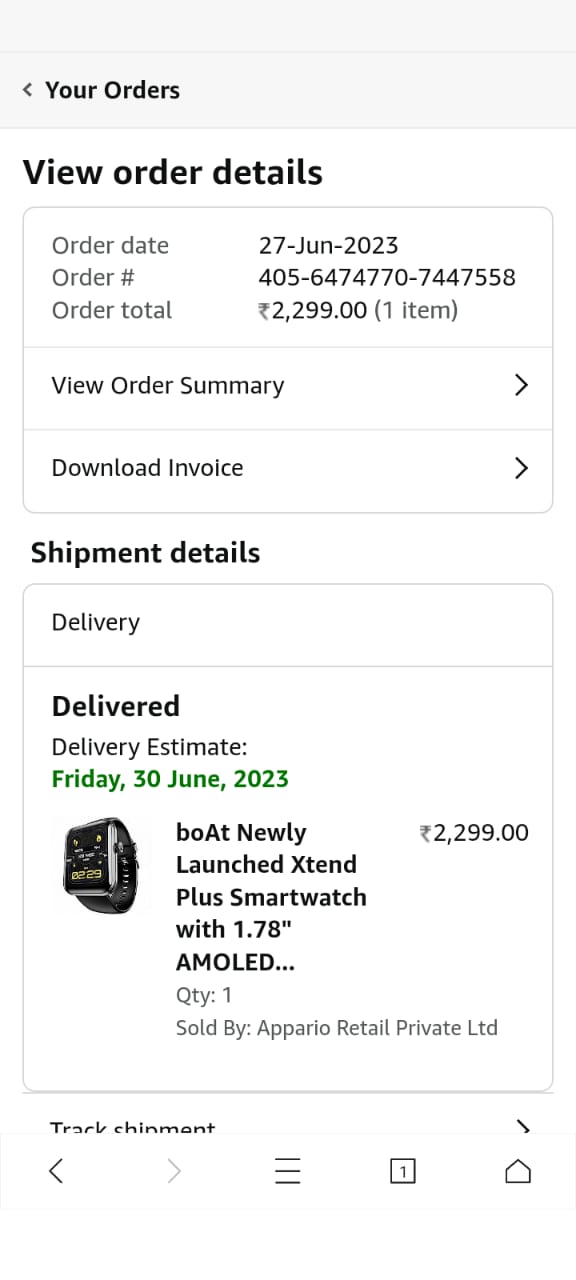 Your Orders
View order details
Order date 27-Jun-2023
Order # 405-6474770-7447558
Order total ₹2,299.00 (1 item)
View Order Summary
Download Invoice
Shipment details
Delivery
Delivered
Delivery Estimate:
Friday, 30 June, 2023
boAt Newly ₹2,299.00
Launched Xtend
Plus Smartwatch
with 1.78"
AMOLED...
Qty: 1
Sold By: Appario Retail Private Ltd
02:29
Track shipment
1